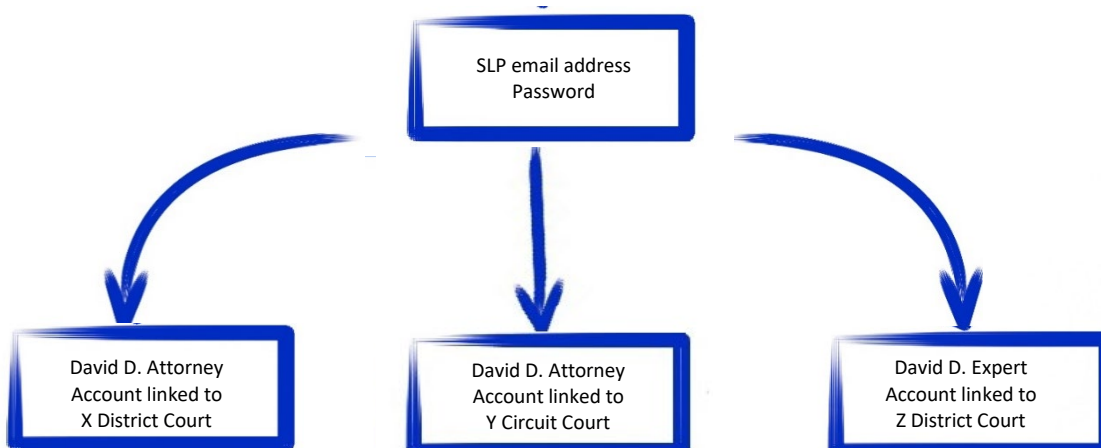 SLP email address
Password
David D. Attorney
Account linked to
X District Court
David D. Attorney
Account linked to
Y Circuit Court
David D. Expert
Account linked to
Z District Court